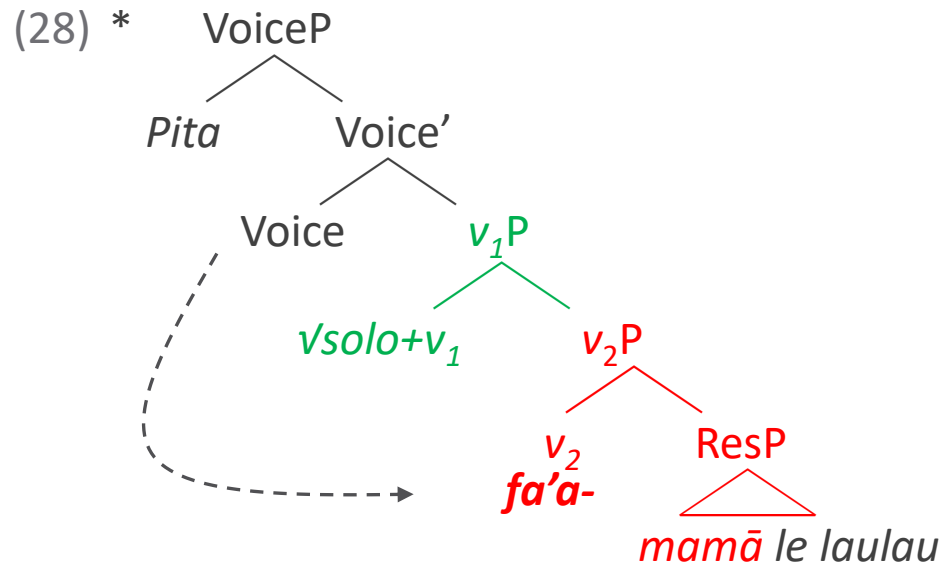 (28) * VoiceP
Pita Voice’
Voice v₁P
√solo+v₁ v₂P
v₂ ResP
fa’a-
mamā le laulau